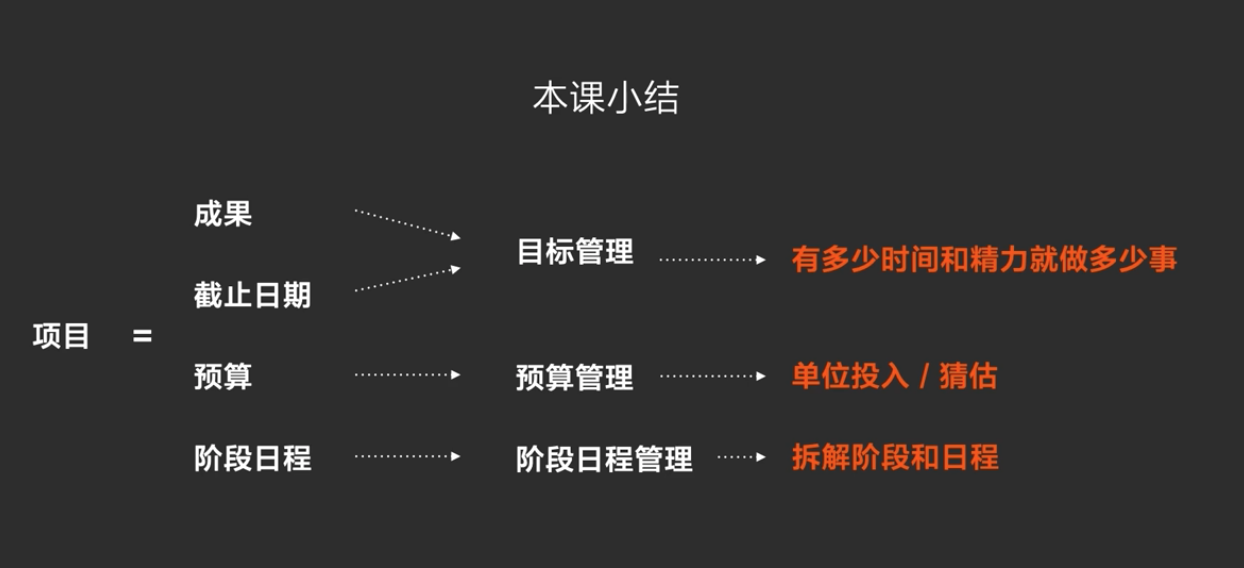 本课小结
成果
截止日期
目标管理
有多少时间和精力就做多少事
项目 =
预算
预算管理
单位投入 / 猜估
阶段日程
阶段日程管理
拆解阶段和日程